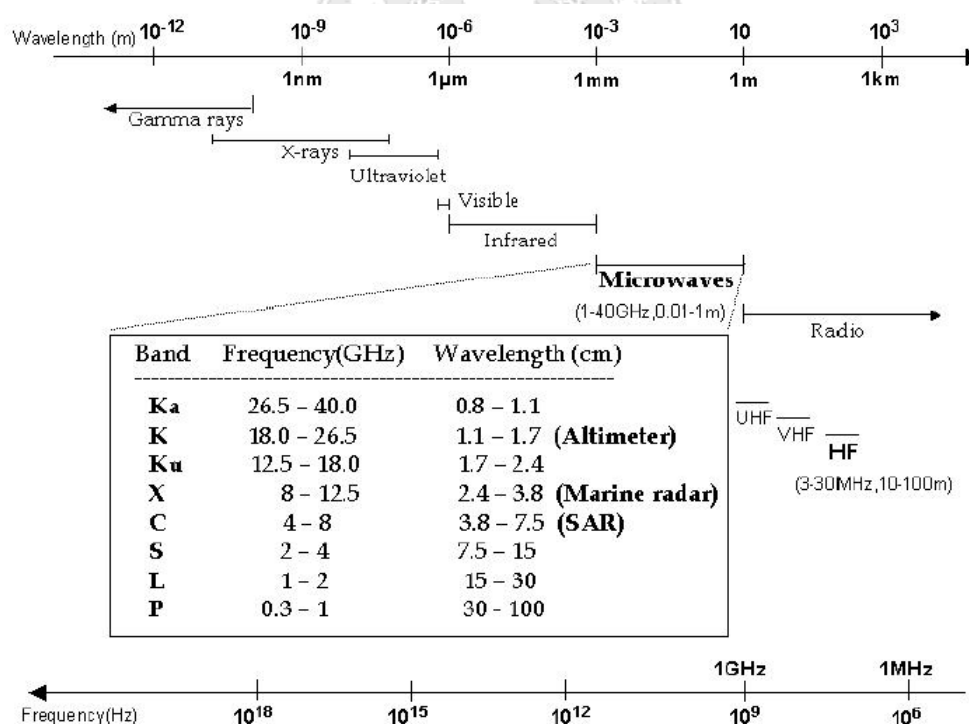 Wavelength (m) 10-12 10-9 10-6 10-3 10 103
1nm 1µm 1mm 1m 1km
Gamma rays
X-rays
Ultraviolet
Visible
Infrared
Microwaves
(1-40GHz,0.01-1m)
Radio
Band Frequency(GHz) Wavelength (cm)
Ka 26.5 – 40.0 0.8 – 1.1
K 18.0 – 26.5 1.1 – 1.7 (Altimeter)
Ku 12.5 – 18.0 1.7 – 2.4
X 8 – 12.5 2.4 – 3.8 (Marine radar)
C 4 – 8 3.8 – 7.5 (SAR)
S 2 – 4 7.5 – 15
L 1 – 2 15 – 30
P 0.3 – 1 30 - 100
UHF
VHF
HF
(3-30MHz,10-100m)
1GHz 1MHz
Frequency(Hz) 1018 1015 1012 109 106